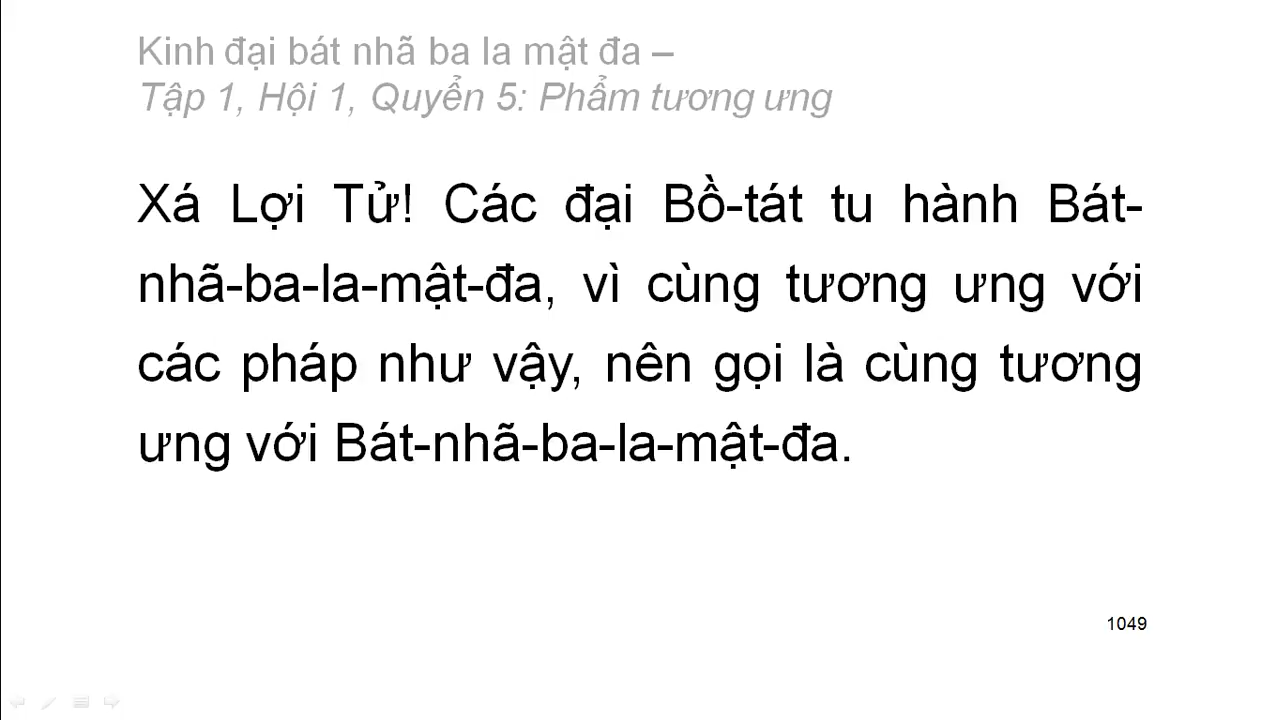 Kinh đại bát nhã ba la mật đa –
Tập 1, Hội 1, Quyển 5: Phẩm tương ưng
Xá Lợi Tử! Các đại Bồ-tát tu hành Bát-
nhã-ba-la-mật-đa, vì cùng tương ưng với
các pháp như vậy, nên gọi là cùng tương
ưng với Bát-nhã-ba-la-mật-đa.
1049